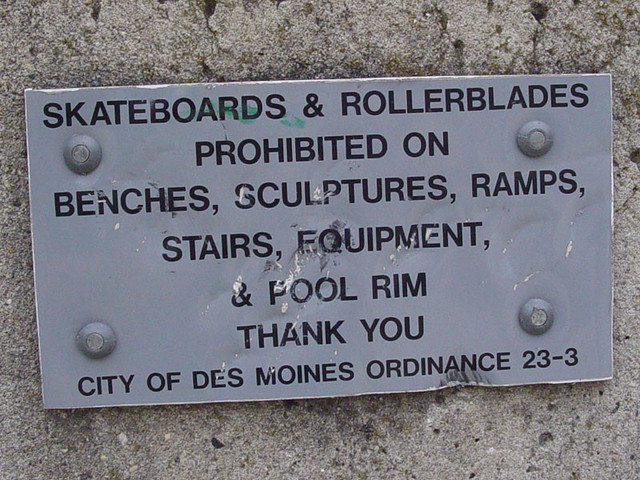 SKATEBOARDS & ROLLERBLADES
PROHIBITED ON
BENCHES, SCULPTURES, RAMPS,
STAIRS, EQUIPMENT,
& POOL RIM
THANK YOU
CITY OF DES MOINES ORDINANCE 23-3